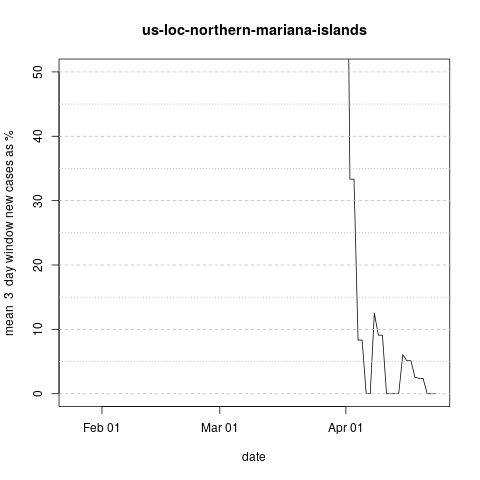 us-loc-northern-mariana-islands
mean  3  day window new cases as %
50
40
30
20
10
0
Feb 01
Mar 01
Apr 01
date